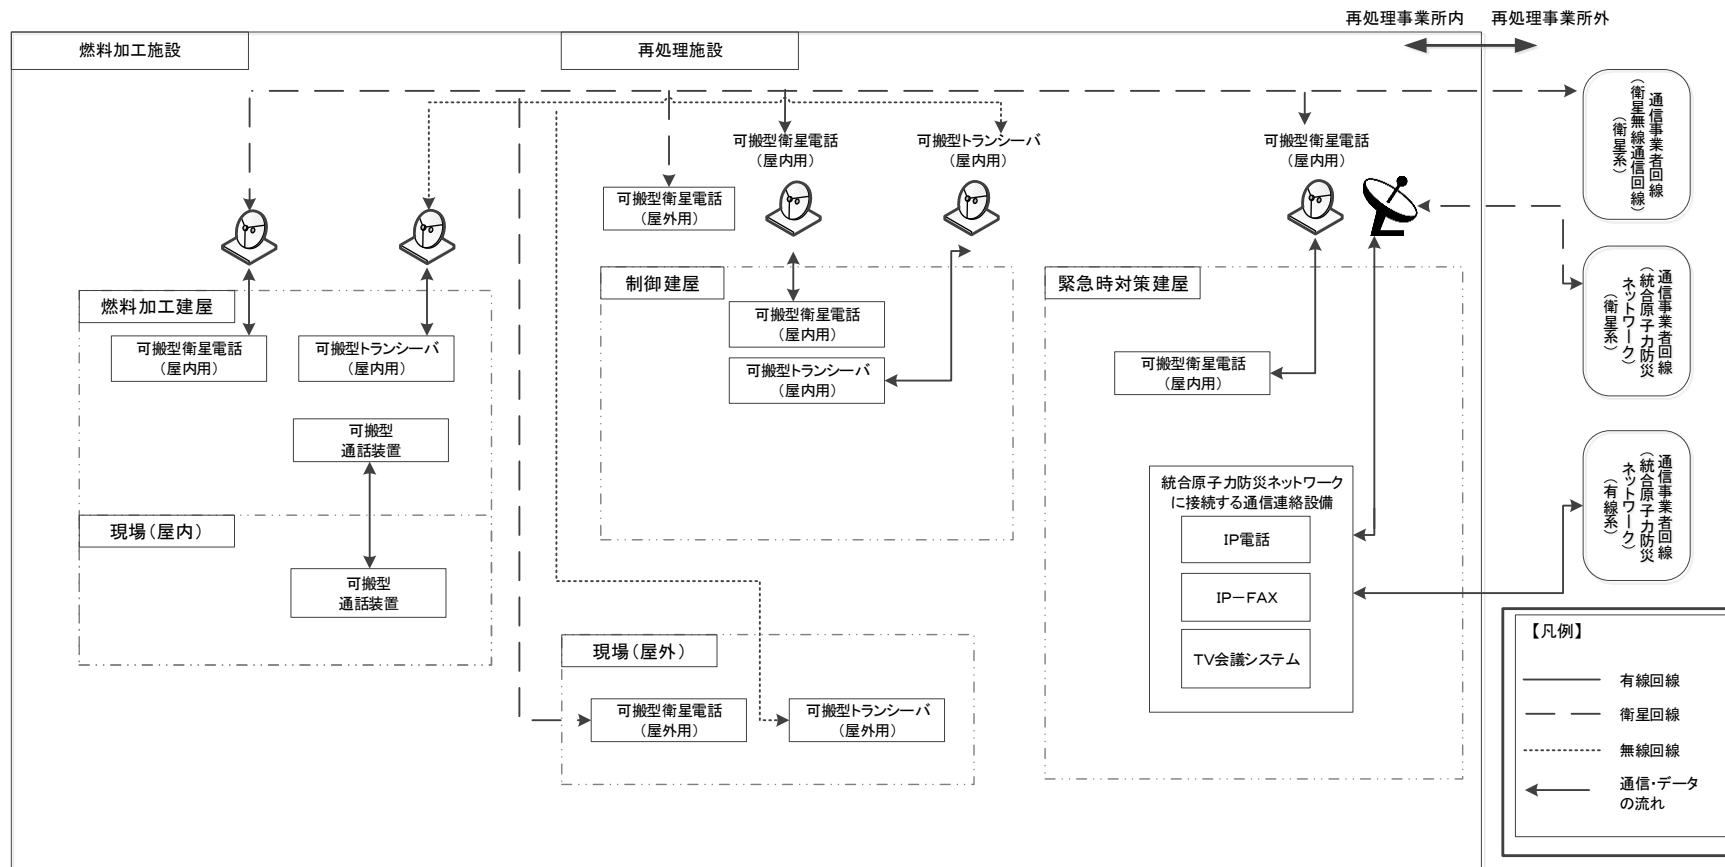 再処理事業所内
再処理事業所外
燃料加工施設
再処理施設
可搬型衛星電話
（屋内用）
可搬型トランシーバ
（屋内用）
可搬型衛星電話
（屋内用）
可搬型衛星電話
（屋外用）
燃料加工建屋
可搬型衛星電話
（屋内用）
可搬型トランシーバ
（屋内用）
可搬型
通話装置
現場（屋内）
可搬型
通話装置
制御建屋
可搬型衛星電話
（屋内用）
可搬型トランシーバ
（屋内用）
現場（屋外）
可搬型衛星電話
（屋外用）
可搬型トランシーバ
（屋外用）
緊急時対策建屋
可搬型衛星電話
（屋内用）
統合原子力防災ネットワーク
に接続する通信連絡設備
IP電話
IP－FAX
TV会議システム
通信事業者回線
（衛星無線通信回線）
（衛星系）
通信事業者回線
（統合原子力防災
ネットワーク）
（衛星系）
通信事業者回線
（統合原子力防災
ネットワーク）
（有線系）
【凡例】
有線回線
衛星回線
無線回線
通信・データ
の流れ